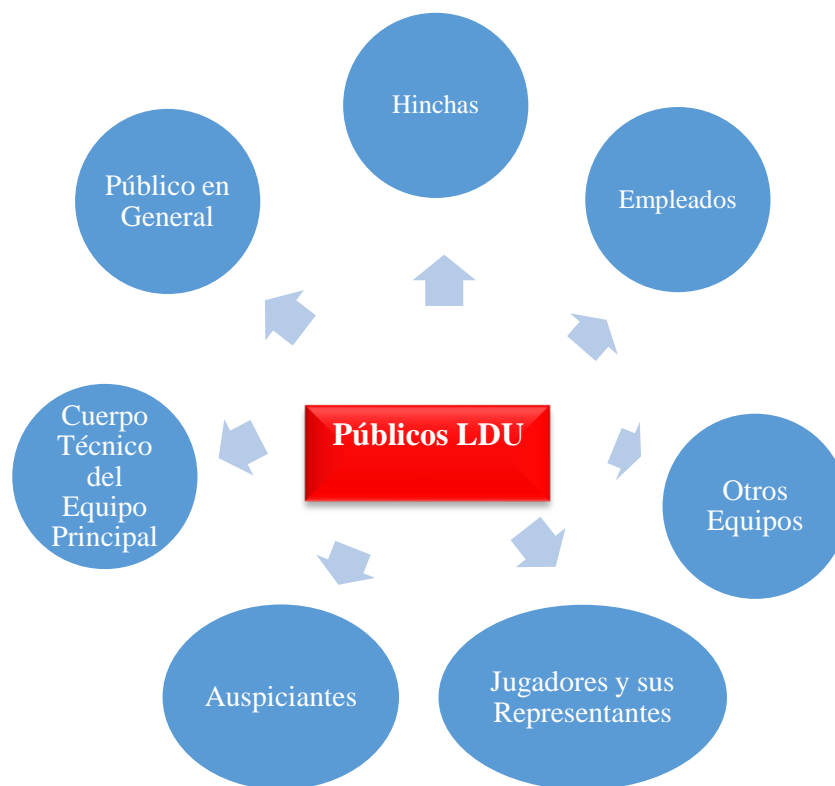 Hinchas
Público en
General
Empleados
Públicos LDU
Cuerpo
Técnico
del
Equipo
Principal
Otros
Equipos
Auspiciantes
Jugadores y sus
Representantes